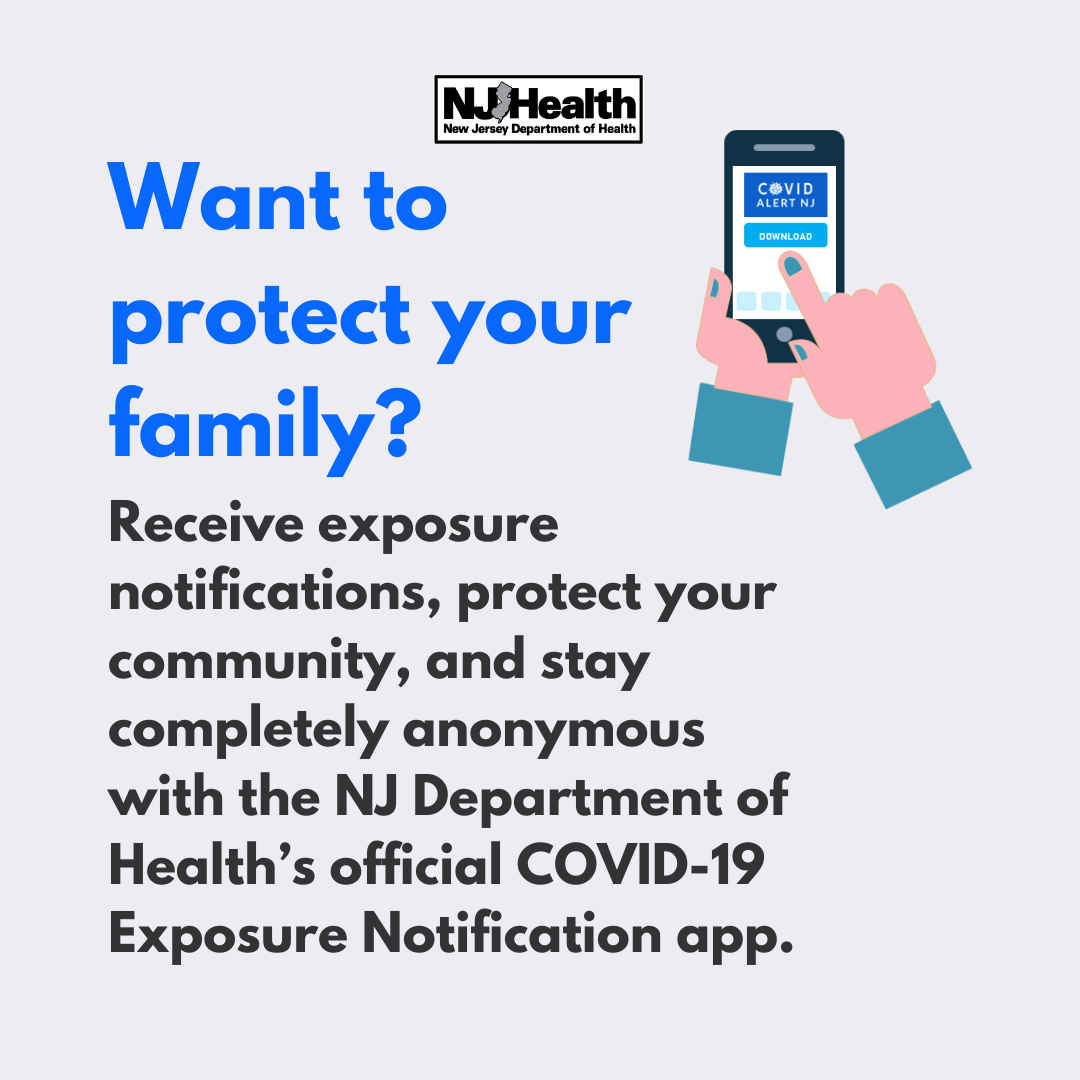 NJ Health
New Jersey Department of Health
Want to
protect your
family?
COVID
ALERT NJ
DOWNLOAD
Receive exposure
notifications, protect your
community, and stay
completely anonymous
with the NJ Department of
Health’s official COVID-19
Exposure Notification app.